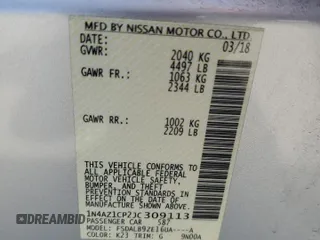 MFD BY NISSAN MOTOR CO., LTD.
DATE: 03/18
GVWR: 2040 KG
4497 LB
GAWR FR.: 1063 KG
2344 LB
GAWR RR.: 1002 KG
2209 LB
THIS VEHICLE CONFORMS TO
ALL APPLICABLE FEDERAL
MOTOR VEHICLE SAFETY,
BUMPER, AND THEFT
PREVENTION STANDARDS
IN EFFECT ON THE DATE OF
MANUFACTURE SHOWN ABOVE.
1N4AZ1CP2JC309113
PASSENGER CAR 587
MODEL:
COLOR: K23 TRIM: G